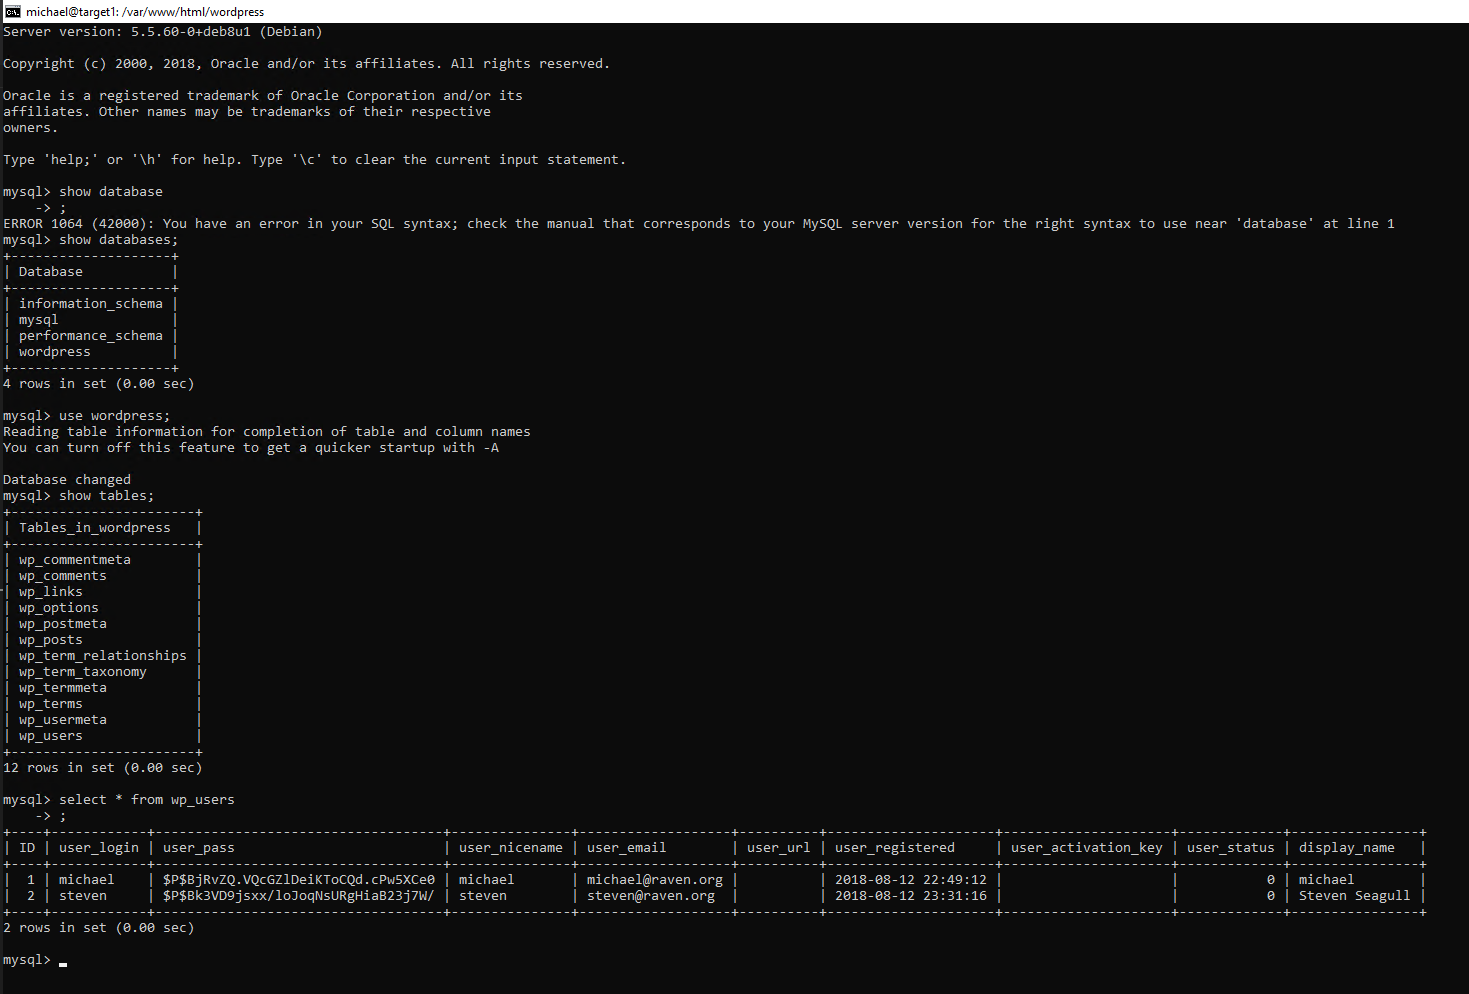 michael@target1: /var/www/html/wordpress
Server version: 5.5.60-0+deb8u1 (Debian)
Copyright (c) 2000, 2018, Oracle and/or its affiliates. All rights reserved.
Oracle is a registered trademark of Oracle Corporation and/or its
affiliates. Other names may be trademarks of their respective
owners.
Type 'help;' or '\h' for help. Type '\c' to clear the current input statement.
mysql> show database
    -> ;
ERROR 1064 (42000): You have an error in your SQL syntax; check the manual that corresponds to your MySQL server version for the right syntax to use near 'database' at line 1
mysql> show databases;
+--------------------+
| Database           |
+--------------------+
| information_schema |
| mysql              |
| performance_schema |
| wordpress          |
+--------------------+
4 rows in set (0.00 sec)
mysql> use wordpress;
Reading table information for completion of table and column names
You can turn off this feature to get a quicker startup with -A
Database changed
mysql> show tables;
+-----------------------+
| Tables_in_wordpress   |
+-----------------------+
| wp_commentmeta        |
| wp_comments           |
| wp_links              |
| wp_options            |
| wp_postmeta           |
| wp_posts              |
| wp_term_relationships |
| wp_term_taxonomy      |
| wp_termmeta           |
| wp_terms              |
| wp_usermeta           |
| wp_users              |
+-----------------------+
12 rows in set (0.00 sec)
mysql> select * from wp_users
    -> ;
+----+------------+------------------------------------+---------------+-------------------+----------+---------------------+---------------------+-------------+----------------+
| ID | user_login | user_pass                          | user_nicename | user_email        | user_url | user_registered     | user_activation_key | user_status | display_name   |
+----+------------+------------------------------------+---------------+-------------------+----------+---------------------+---------------------+-------------+----------------+
|  1 | michael    | $P$BjRvZQ.VQcGZlDeiKToCQd.cPw5XCe0 | michael       | michael@raven.org |          | 2018-08-12 22:49:12 |                     |           0 | michael        |
|  2 | steven     | $P$Bk3VD9jsxx/loJoqNsURgHiaB23j7W/ | steven        | steven@raven.org  |          | 2018-08-12 23:31:16 |                     |           0 | Steven Seagull |
+----+------------+------------------------------------+---------------+-------------------+----------+---------------------+---------------------+-------------+----------------+
2 rows in set (0.00 sec)
mysql>